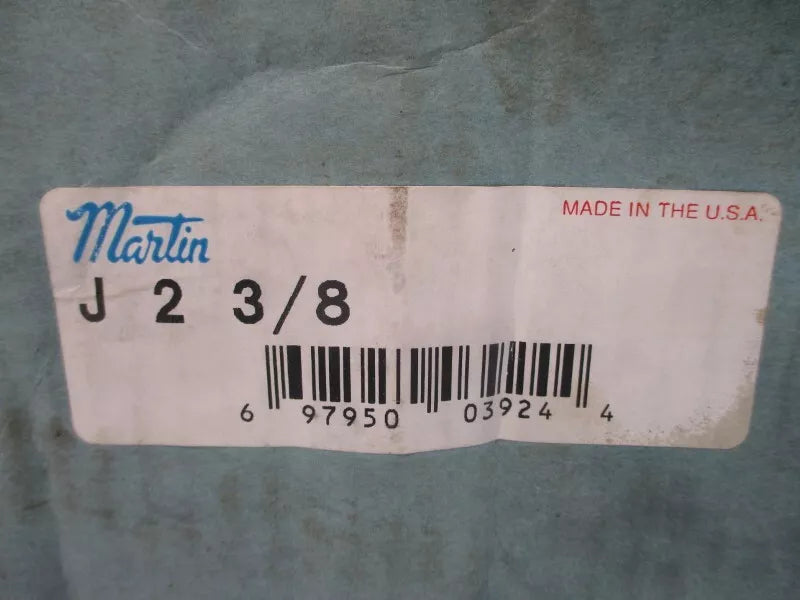 Martin
MADE IN THE U.S.A.
J 2 3/8
6 97950 03924 4